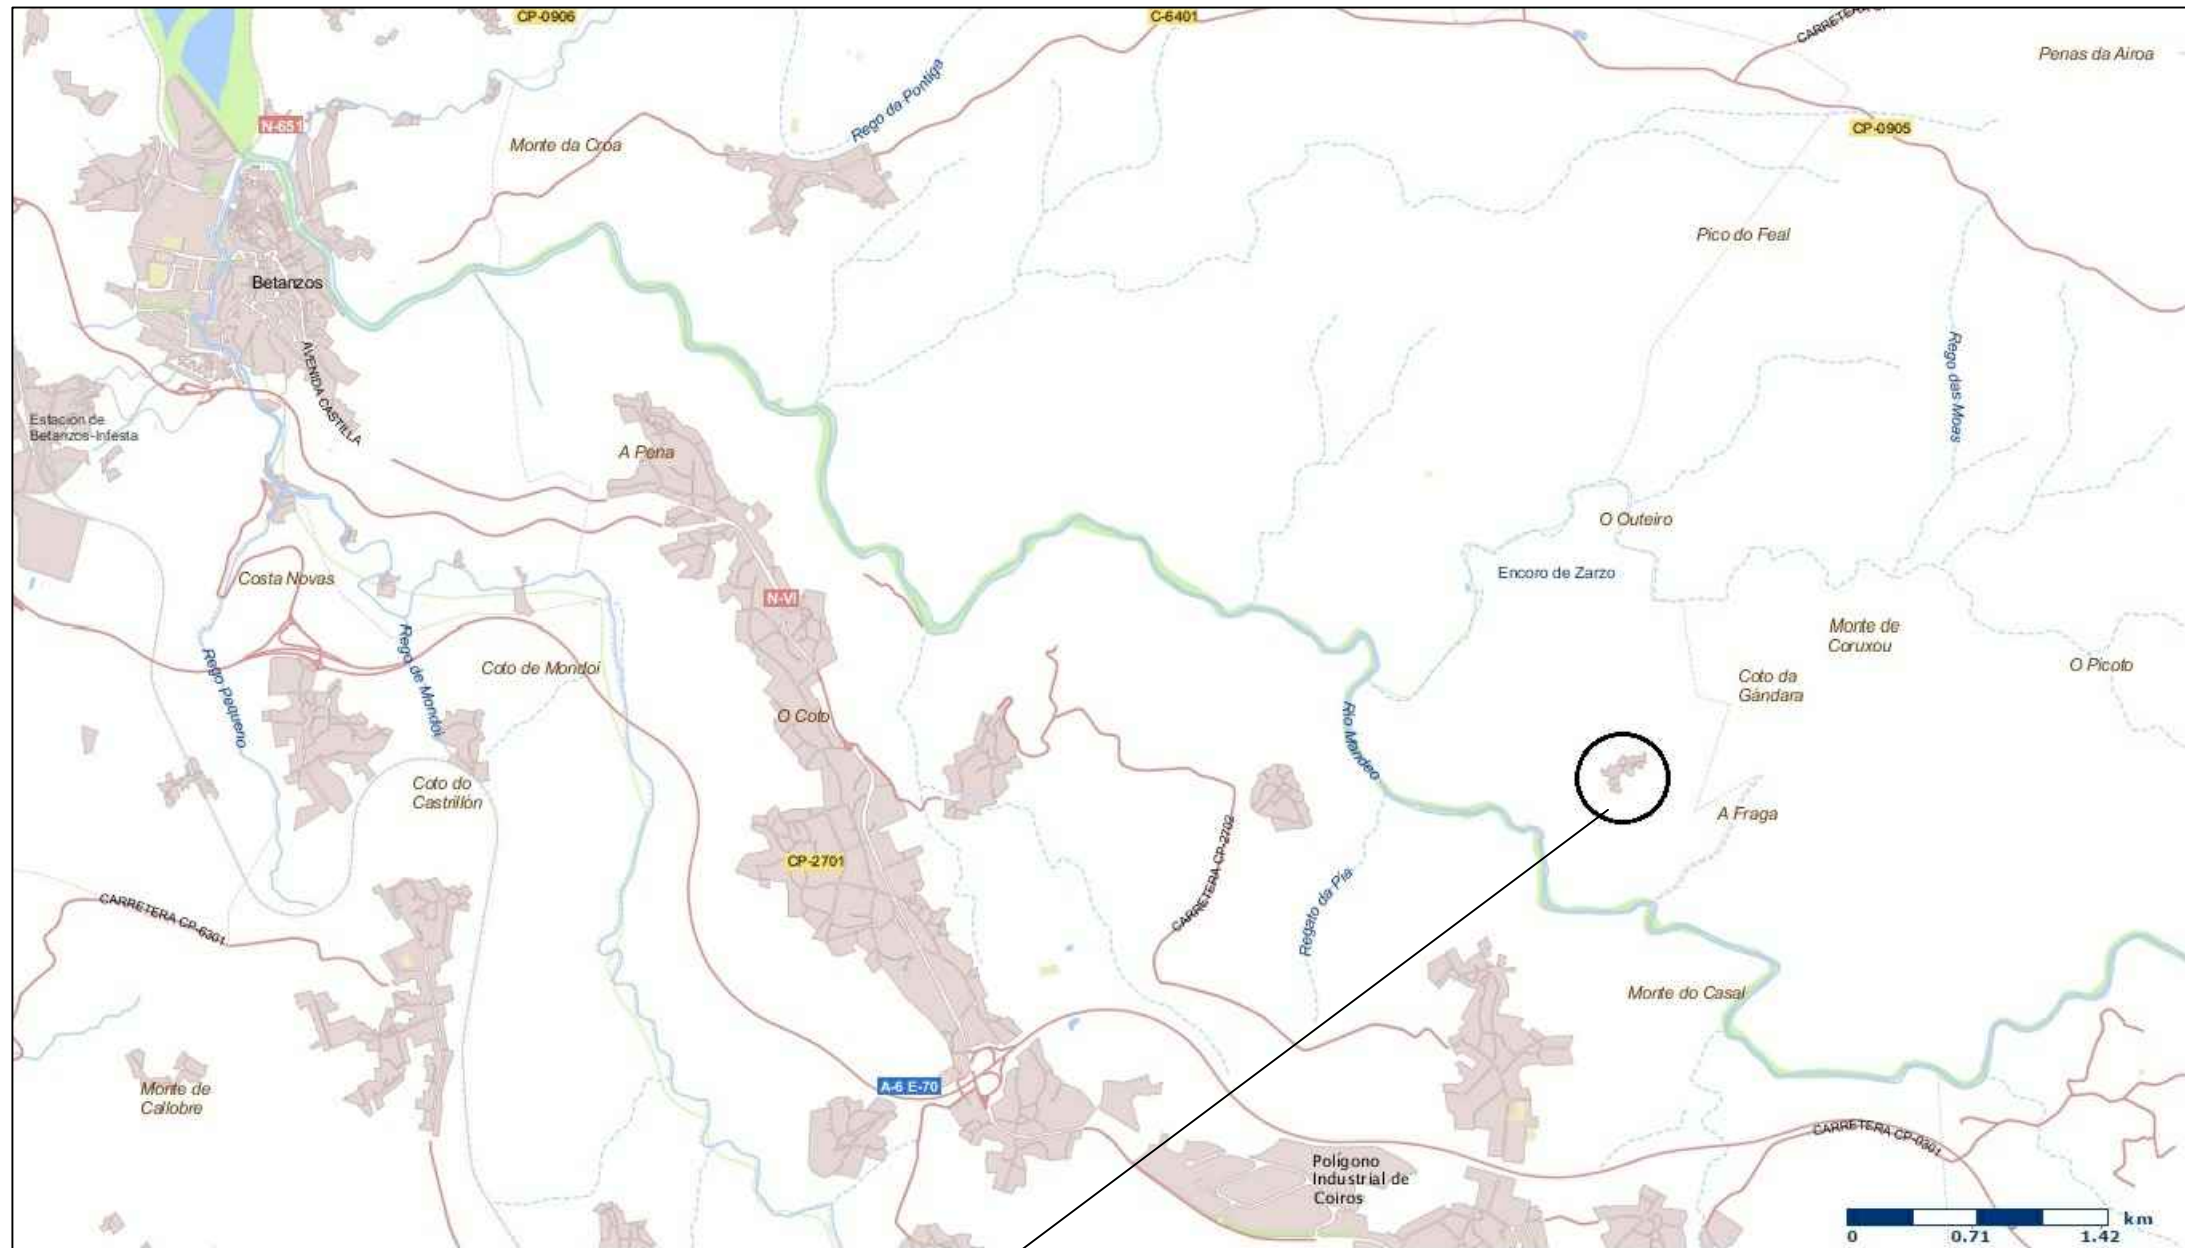 CP-0906
C-6401
CARRETERA
Penas da Airoa
Rego da Pontiga
N-651
CP-0905
Monte da Croa
Pico do Feal
Betanzos
AVENIDA CASTILLA
Rego das Moas
Estación de
Betanzos-Infesta
A Pena
O Outeiro
Encoro de Zarzo
Costa Novas
N-VI
Monte de
Coruxou
Rego Pequeno
Rego de Mondoi
Coto de Mondoi
O Picoto
Coto da
Gándara
O Coto
Río Mandeo
Coto do
Castrillón
A Fraga
CP-2701
CARRETERA CP-2702
Regato da Pía
CARRETERA CP-6301
Monte do Casal
Monte de
Callobre
A-6 E-70
CARRETERA CP-0301
Polígono
Industrial de
Coiros
km
0 0.71 1.42